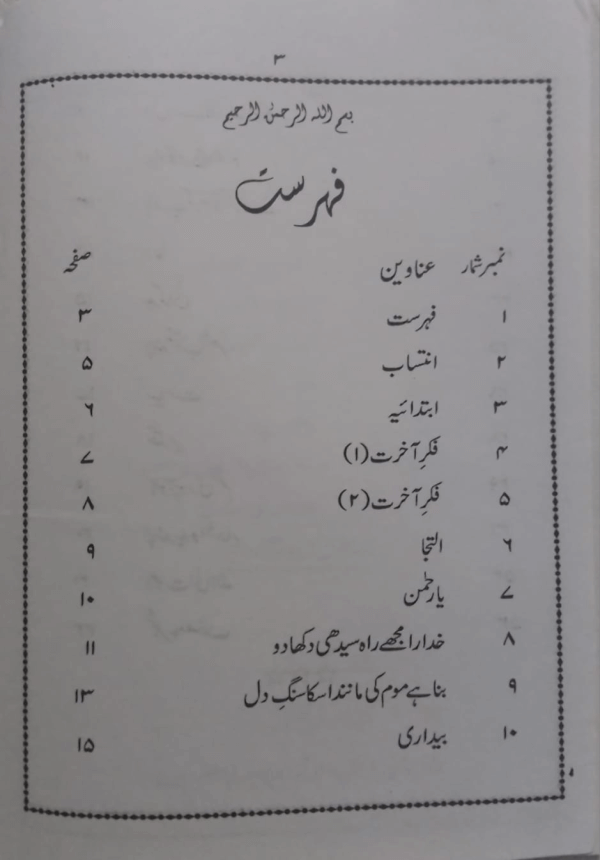 ۳
بسم اللہ الرحمٰن الرحیم
فہرست
نمبر شمار عناوین صفحہ
۱ فہرست ۳
۲ انتساب ۵
۳ ابتدائیہ ۶
۴ فکرِ آخرت (۱) ۷
۵ فکرِ آخرت (۲) ۸
۶ التجا ۹
۷ یا رحمٰن ۱۰
۸ خدارا مجھے راہ سیدھی دکھا دو ۱۱
۹ بنا ہے موم کی مانند اسکا سنگِ دل ۱۳
۱۰ بیداری ۱۵